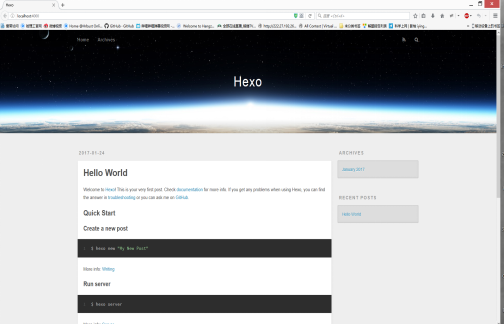 Hexo
localhost:4000
Home Archives
Hexo
2017-01-24
Hello World
Welcome to Hexo! This is your very first post. Check documentation for more info. If you get any problems when using Hexo, you can find
the answer in troubleshooting or you can ask me on GitHub.
Quick Start
Create a new post
$ hexo new "My New Post"
More info: Writing
Run server
$ hexo server
ARCHIVES
January 2017
RECENT POSTS
Hello World